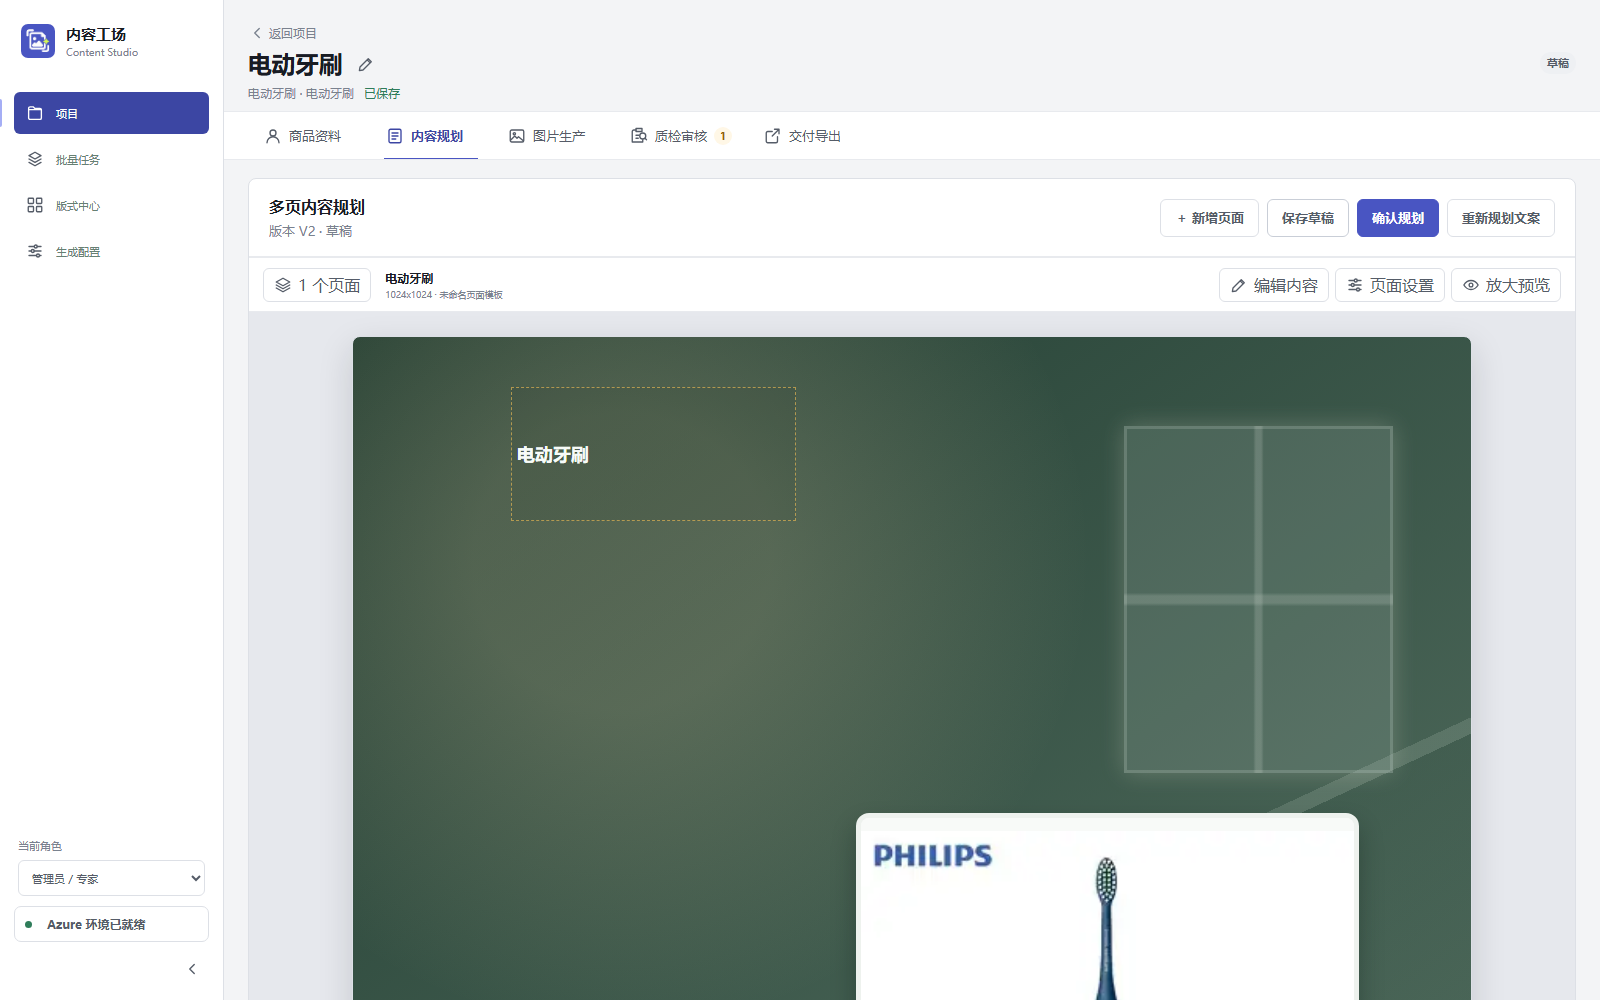 内容工场
Content Studio
项目
批量任务
版式中心
生成配置
当前角色
管理员 / 专家
Azure 环境已就绪
返回项目
电动牙刷
电动牙刷 · 电动牙刷 已保存
草稿
商品资料
内容规划
图片生产
质检审核 1
交付导出
多页内容规划
版本 V2 · 草稿
+ 新增页面
保存草稿
确认规划
重新规划文案
1 个页面
电动牙刷
1024x1024 · 未命名页面模板
编辑内容
页面设置
放大预览
电动牙刷
PHILIPS